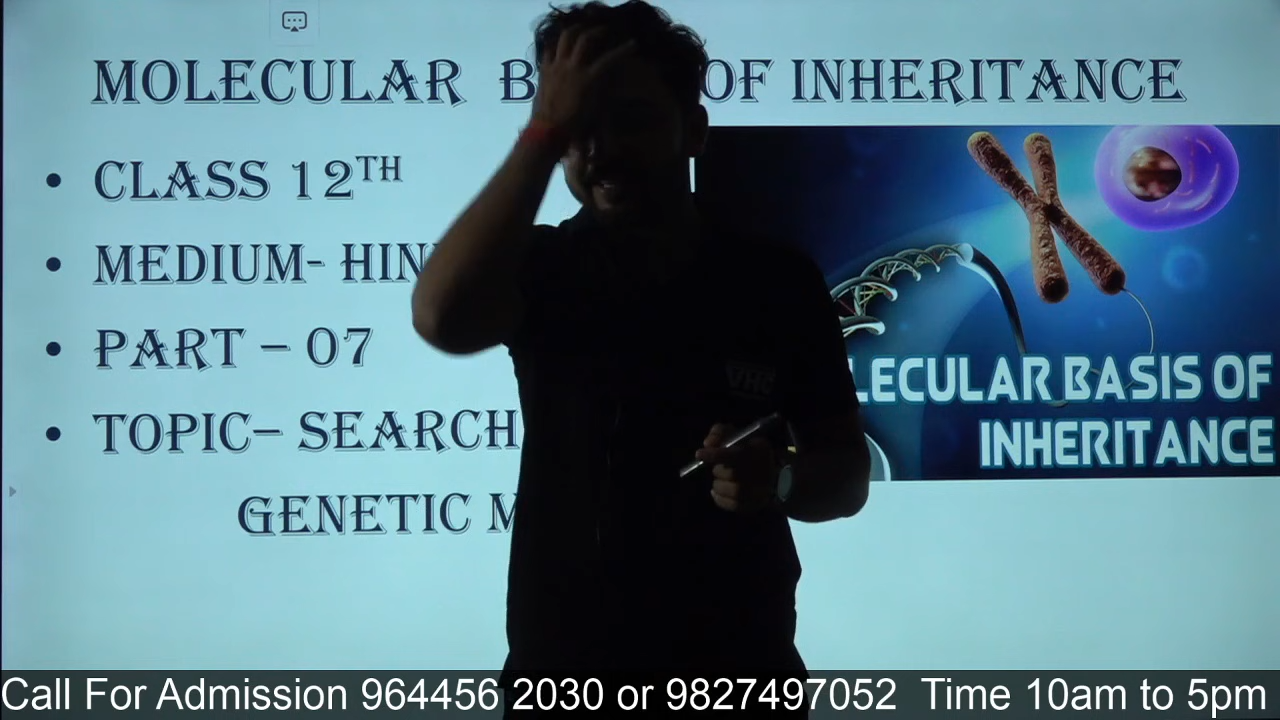 MOLECULAR B OF INHERITANCE
• CLASS 12TH
• MEDIUM- HIN
• PART – 07
• TOPIC– SEARCH
GENETIC M
LECULAR BASIS OF
INHERITANCE
VHC
Call For Admission 964456 2030 or 9827497052 Time 10am to 5pm